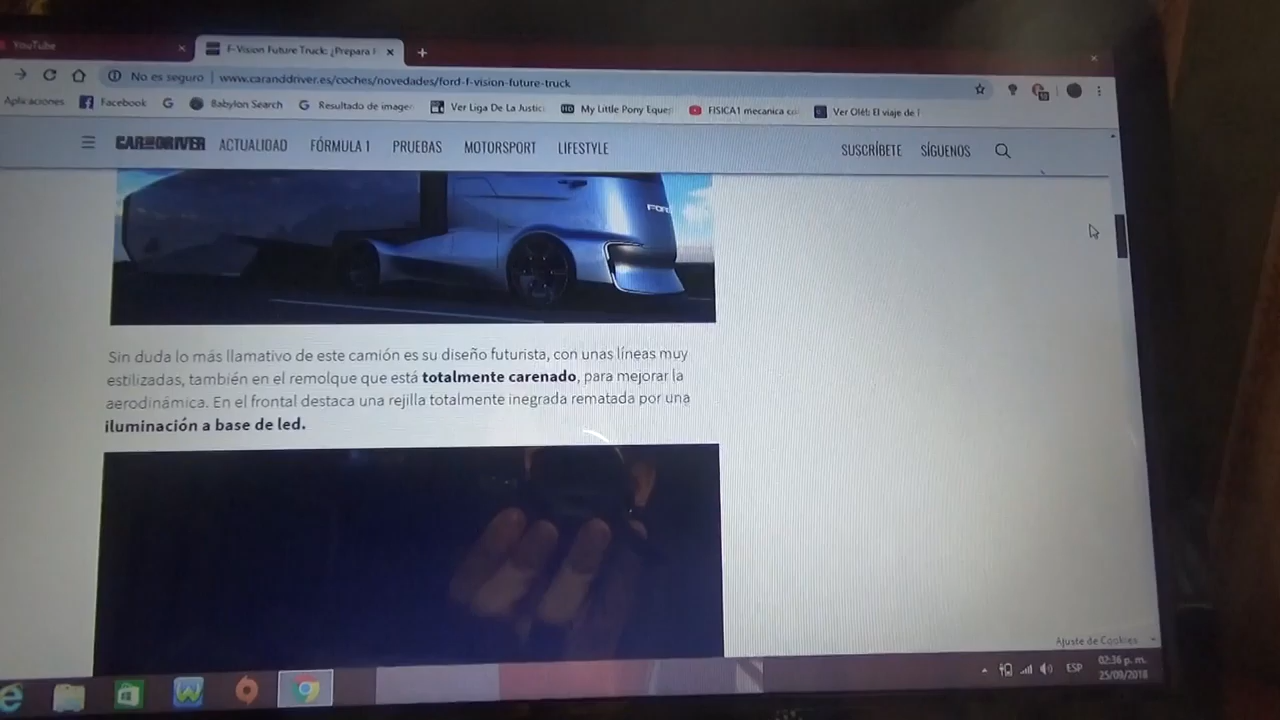 YouTube
F-Vision Future Truck: ¿Prepara
No es seguro | www.caranddriver.es/coches/novedades/ford-f-vision-future-truck
Aplicaciones Facebook Babylon Search Resultado de imagen Ver Liga De La Justic My Little Pony Eques FISICA1 mecanica co Ver Olét: El viaje de
CAR AND DRIVER ACTUALIDAD FÓRMULA 1 PRUEBAS MOTORSPORT LIFESTYLE SUSCRÍBETE SÍGUENOS
FORD
Sin duda lo más llamativo de este camión es su diseño futurista, con unas líneas muy
estilizadas, también en el remolque que está totalmente carenado, para mejorar la
aerodinámica. En el frontal destaca una rejilla totalmente inegrada rematada por una
iluminación a base de led.
Ajuste de Cookies
ESP 02:36 p. m.
25/09/2018